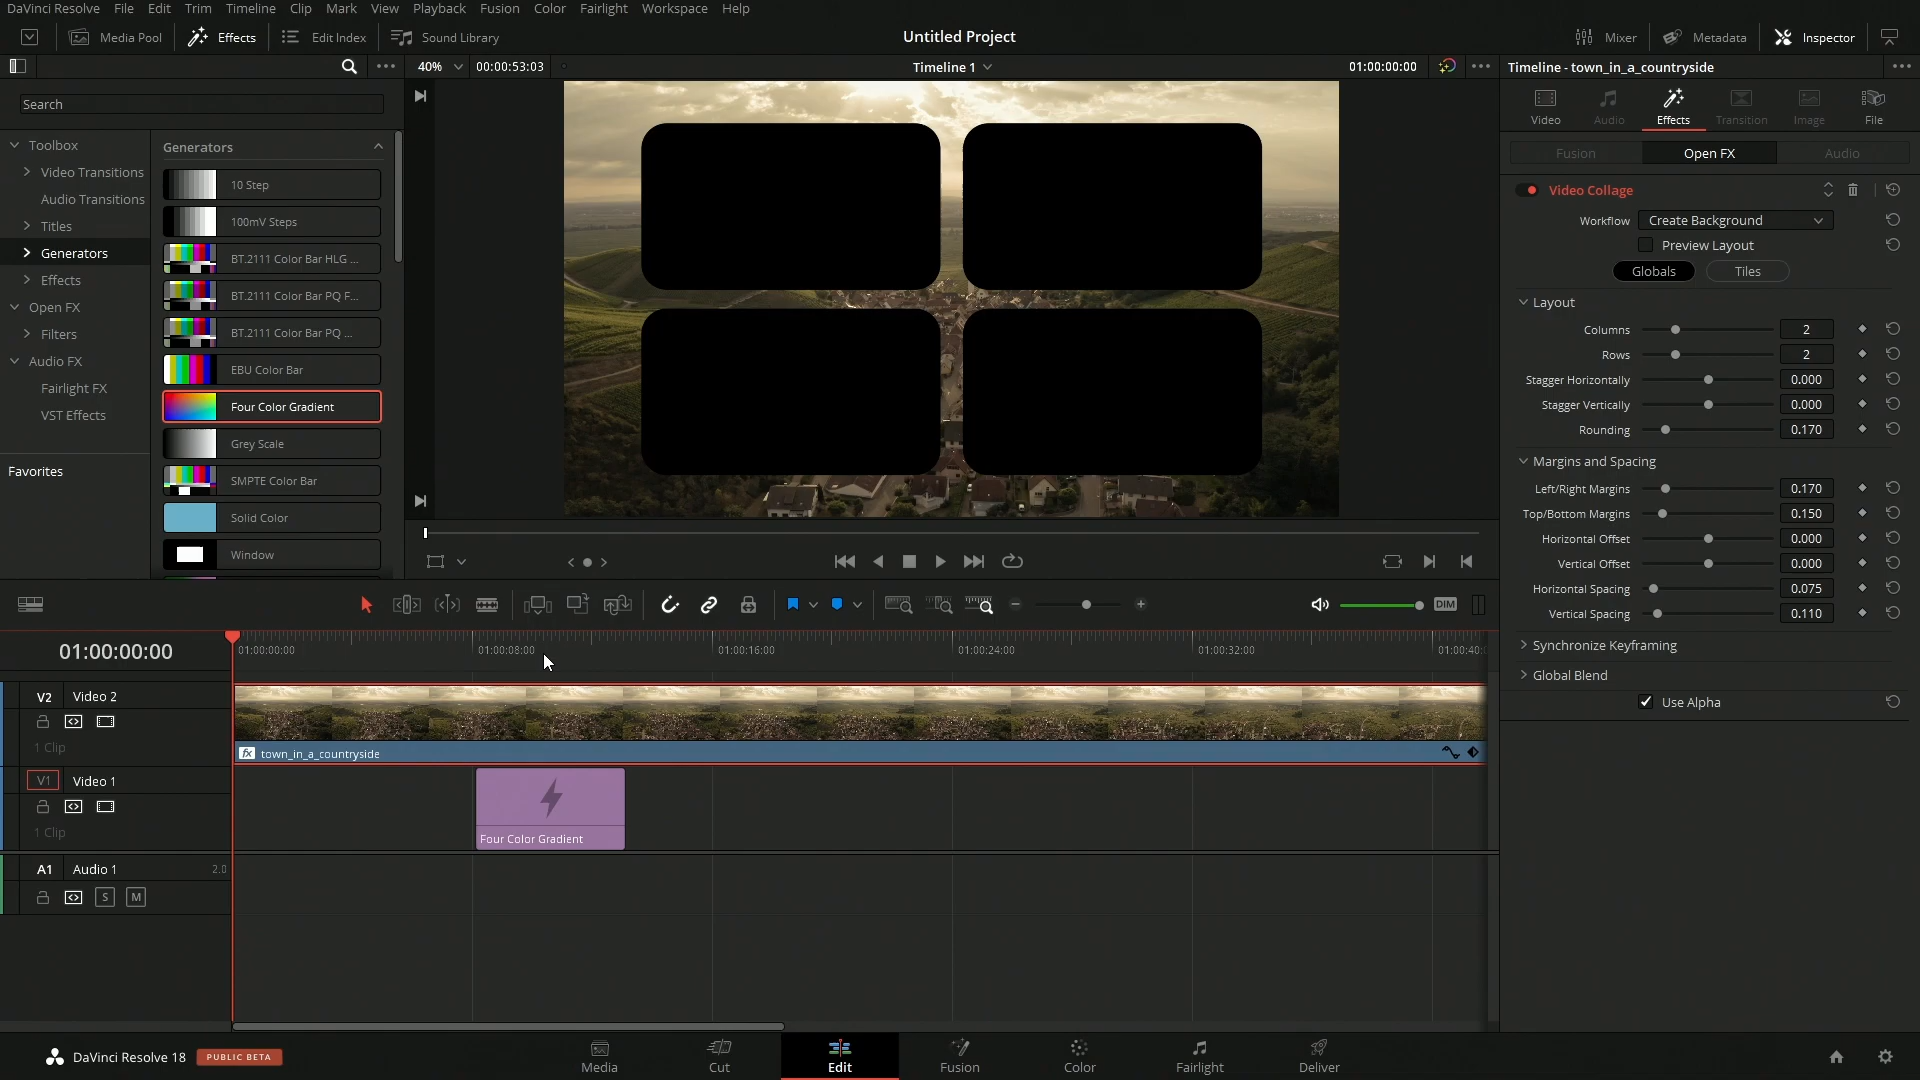 DaVinci Resolve File Edit Trim Timeline Clip Mark View Playback Fusion Color Fairlight Workspace Help
Media Pool Effects Edit Index Sound Library Untitled Project Mixer Metadata Inspector
40% 00:00:53:03 Timeline 1 01:00:00:00 Timeline - town_in_a_countryside
Search
Toolbox
Video Transitions
Audio Transitions
Titles
Generators
Effects
Open FX
Filters
Audio FX
Fairlight FX
VST Effects
Favorites
Generators
10 Step
100mV Steps
BT.2111 Color Bar HLG ...
BT.2111 Color Bar PQ F...
BT.2111 Color Bar PQ ...
EBU Color Bar
Four Color Gradient
Grey Scale
SMPTE Color Bar
Solid Color
Window
Video Audio Effects Transition Image File
Fusion Open FX Audio
Video Collage
Workflow Create Background
Preview Layout
Globals Tiles
Layout
Columns 2
Rows 2
Stagger Horizontally 0.000
Stagger Vertically 0.000
Rounding 0.170
Margins and Spacing
Left/Right Margins 0.170
Top/Bottom Margins 0.150
Horizontal Offset 0.000
Vertical Offset 0.000
Horizontal Spacing 0.075
Vertical Spacing 0.110
Synchronize Keyframing
Global Blend
Use Alpha
DIM
01:00:00:00 01:00:00:00 01:00:08:00 01:00:16:00 01:00:24:00 01:00:32:00 01:00:40:
V2 Video 2
1 Clip
fx town_in_a_countryside
V1 Video 1
1 Clip
Four Color Gradient
A1 Audio 1 2.0
S M
DaVinci Resolve 18 PUBLIC BETA
Media Cut Edit Fusion Color Fairlight Deliver